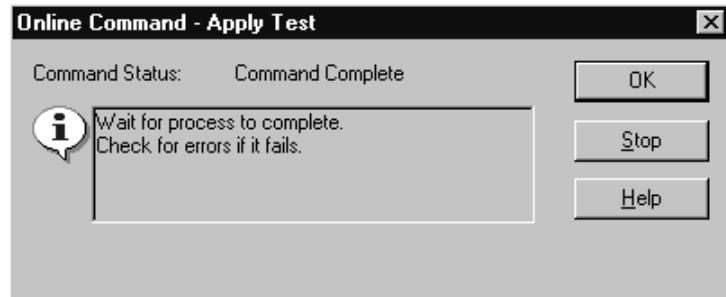 Online Command - Apply Test
Command Status: Command Complete
OK
Wait for process to complete.
Check for errors if it fails.
Stop
Help